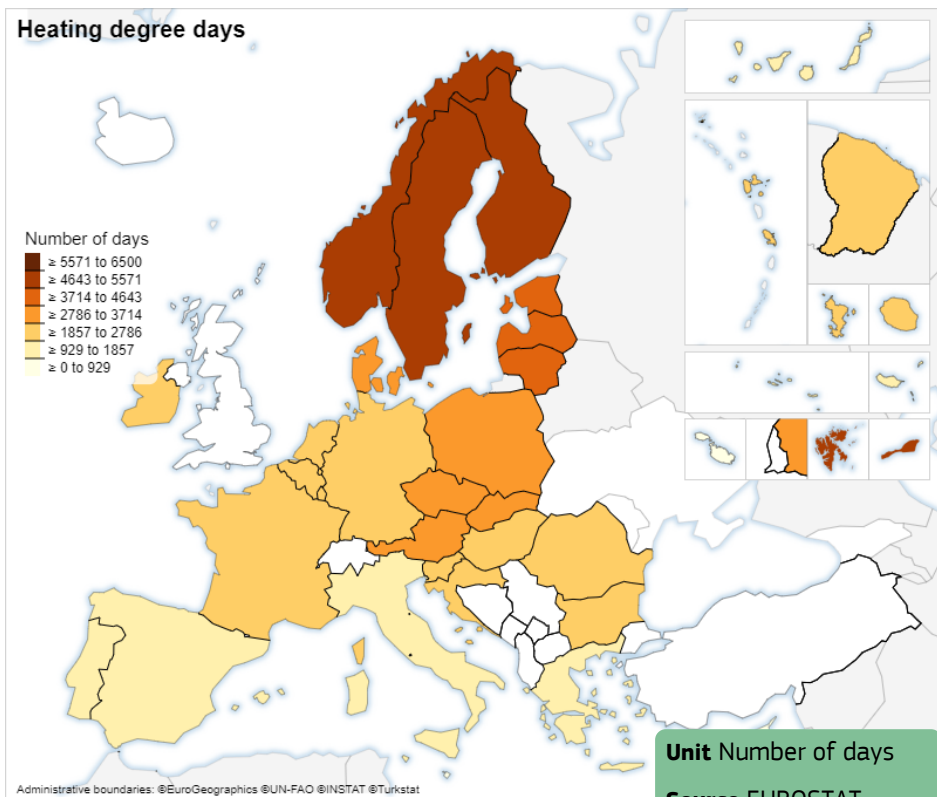 Heating degree days
Number of days
≥ 5571 to 6500
≥ 4643 to 5571
≥ 3714 to 4643
≥ 2786 to 3714
≥ 1857 to 2786
≥ 929 to 1857
≥ 0 to 929
Unit Number of days
Source EUROSTAT
Administrative boundaries: ©EuroGeographics ©UN-FAO ©INSTAT ©Turkstat